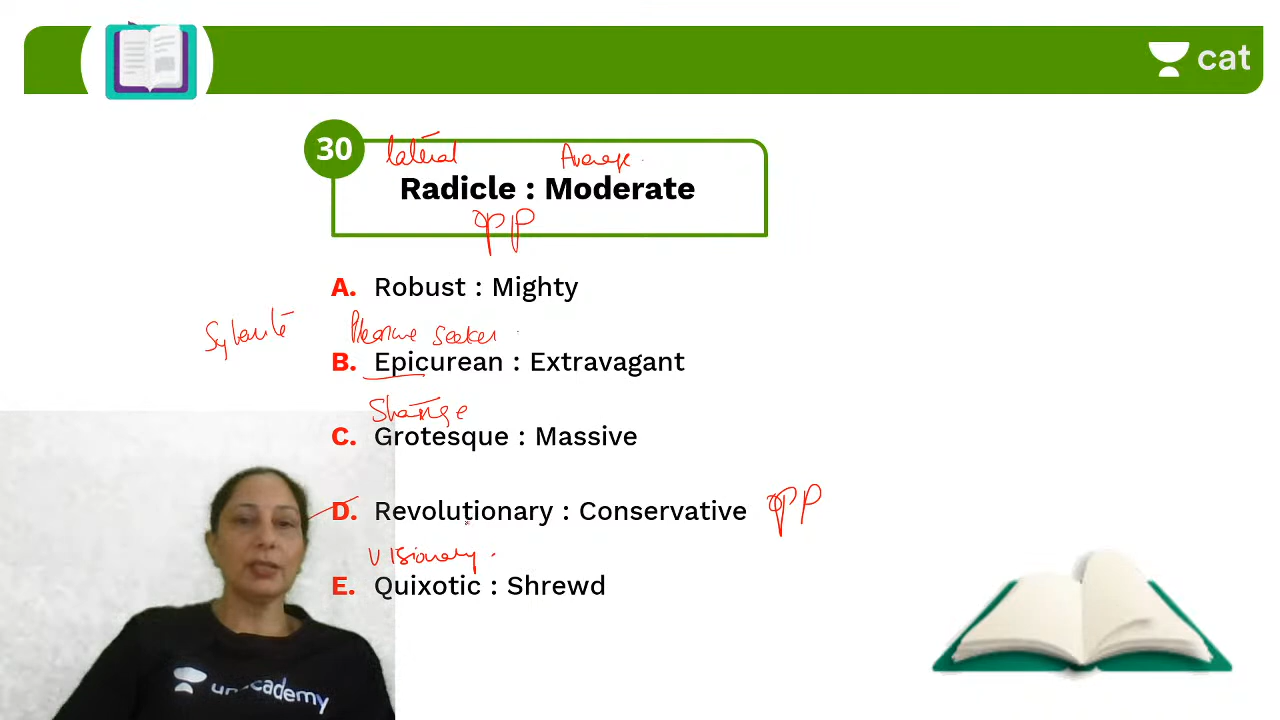 cat
30
lateral Average
Radicle : Moderate
opp
A. Robust : Mighty
Sybarite Pleasure seeker
B. Epicurean : Extravagant
Strange
C. Grotesque : Massive
D. Revolutionary : Conservative opp
Visionary
E. Quixotic : Shrewd
unacademy